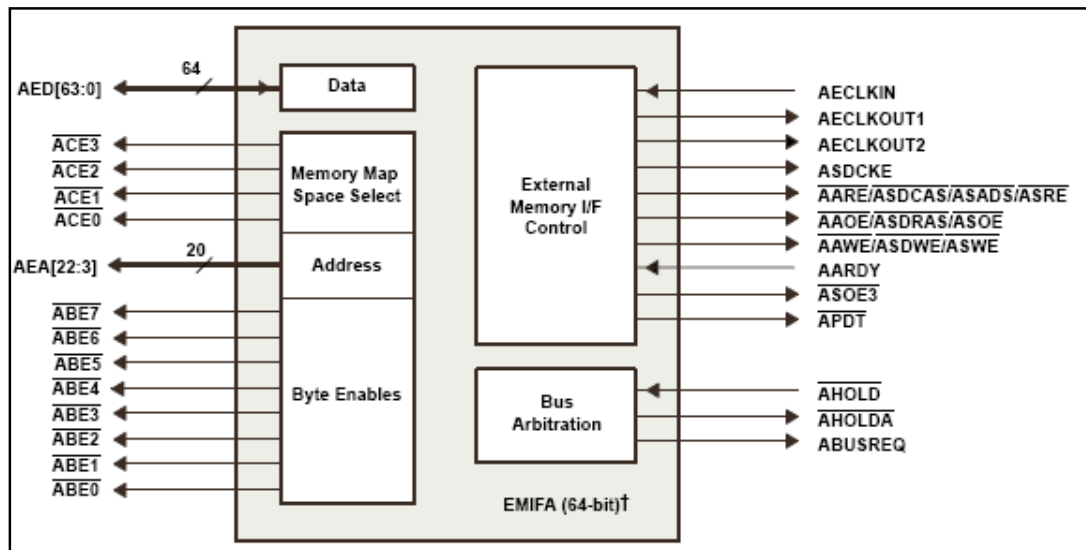 64
AED[63:0]
Data
ACE3
ACE2
ACE1
ACE0
Memory Map
Space Select
20
AEA[22:3]
Address
ABE7
ABE6
ABE5
ABE4
ABE3
ABE2
ABE1
ABE0
Byte Enables
External
Memory I/F
Control
AECLKIN
AECLKOUT1
AECLKOUT2
ASDCKE
AARE/ASDCAS/ASADS/ASRE
AAOE/ASDRAS/ASOE
AAWE/ASDWE/ASWE
AARDY
ASOE3
APDT
Bus
Arbitration
AHOLD
AHOLDA
ABUSREQ
EMIFA (64-bit)†